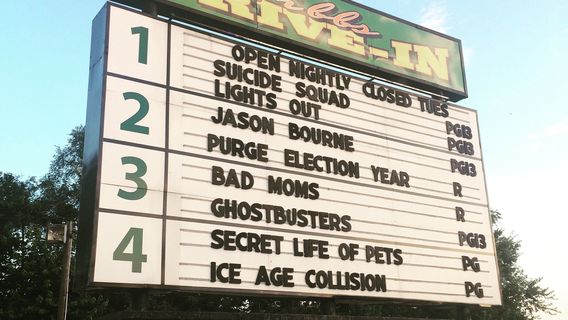 DRIVE-IN
1
OPEN NIGHTLY CLOSED TUES
SUICIDE SQUAD PG13
LIGHTS OUT PG13
2
JASON BOURNE PG13
PURGE ELECTION YEAR R
3
BAD MOMS R
GHOSTBUSTERS PG13
4
SECRET LIFE OF PETS PG
ICE AGE COLLISION PG